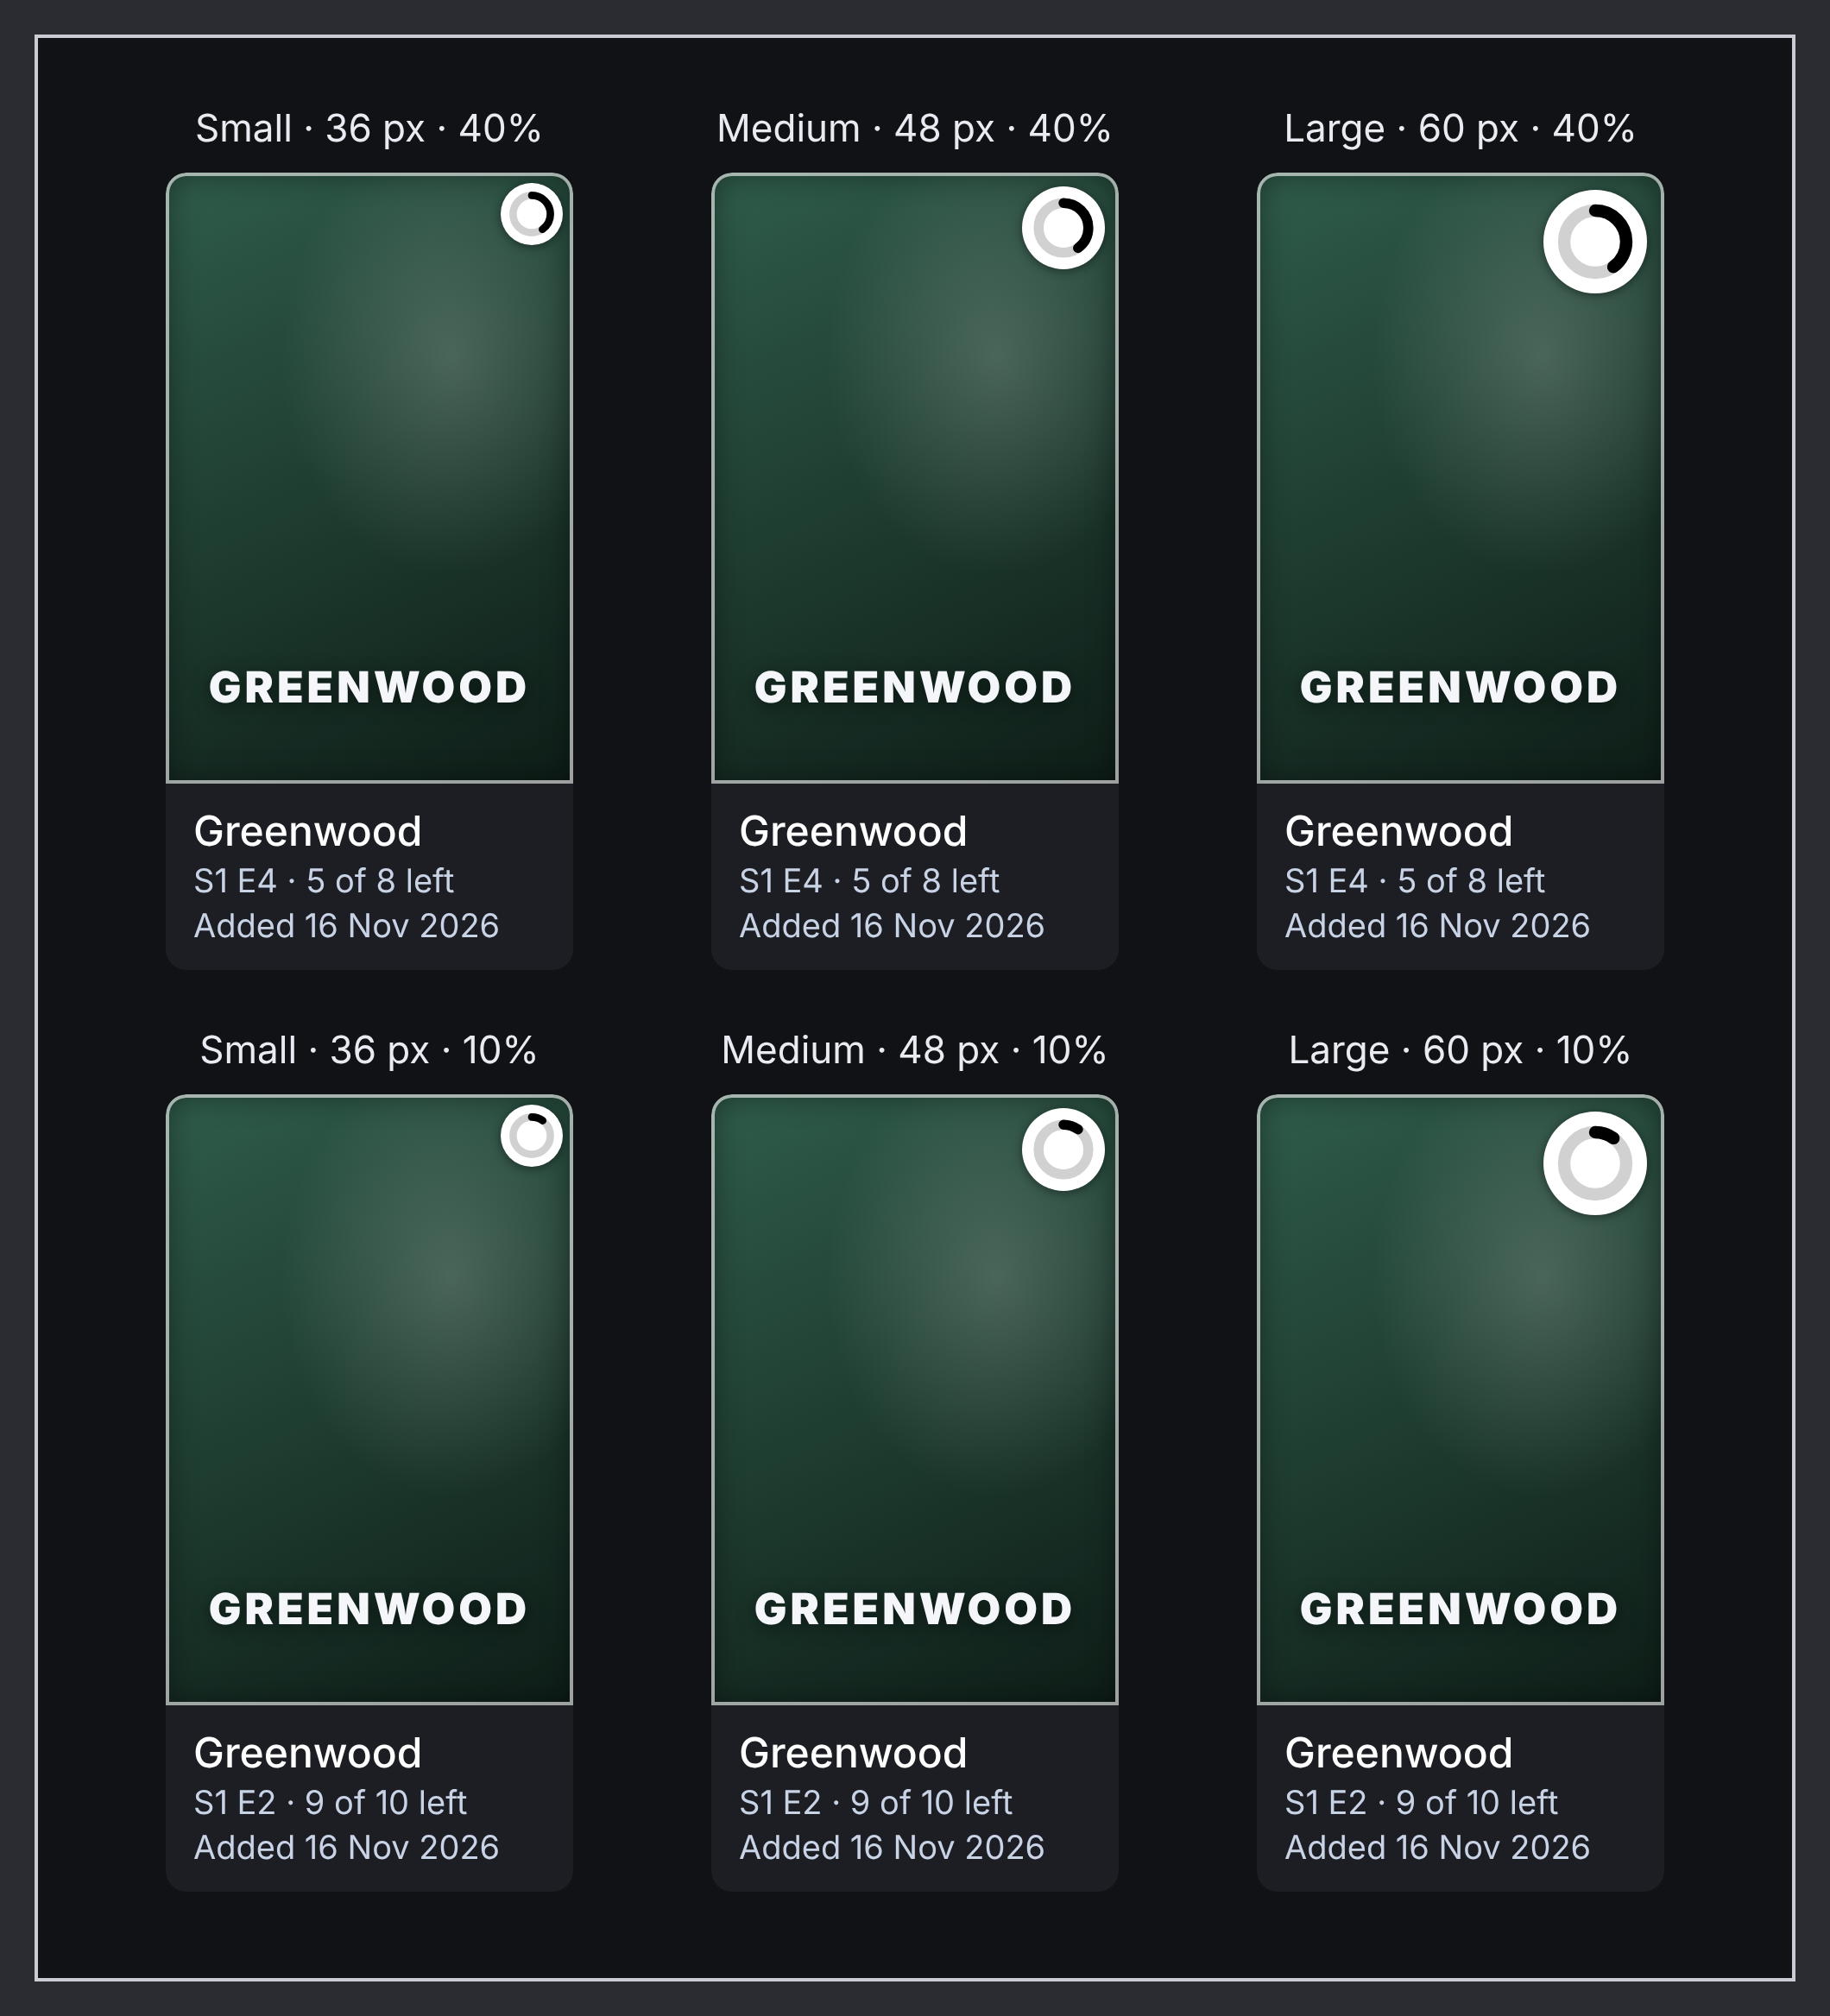 Small · 36 px · 40%
Medium · 48 px · 40%
Large · 60 px · 40%
GREENWOOD
GREENWOOD
GREENWOOD
Greenwood
S1 E4 · 5 of 8 left
Added 16 Nov 2026
Greenwood
S1 E4 · 5 of 8 left
Added 16 Nov 2026
Greenwood
S1 E4 · 5 of 8 left
Added 16 Nov 2026
Small · 36 px · 10%
Medium · 48 px · 10%
Large · 60 px · 10%
GREENWOOD
GREENWOOD
GREENWOOD
Greenwood
S1 E2 · 9 of 10 left
Added 16 Nov 2026
Greenwood
S1 E2 · 9 of 10 left
Added 16 Nov 2026
Greenwood
S1 E2 · 9 of 10 left
Added 16 Nov 2026